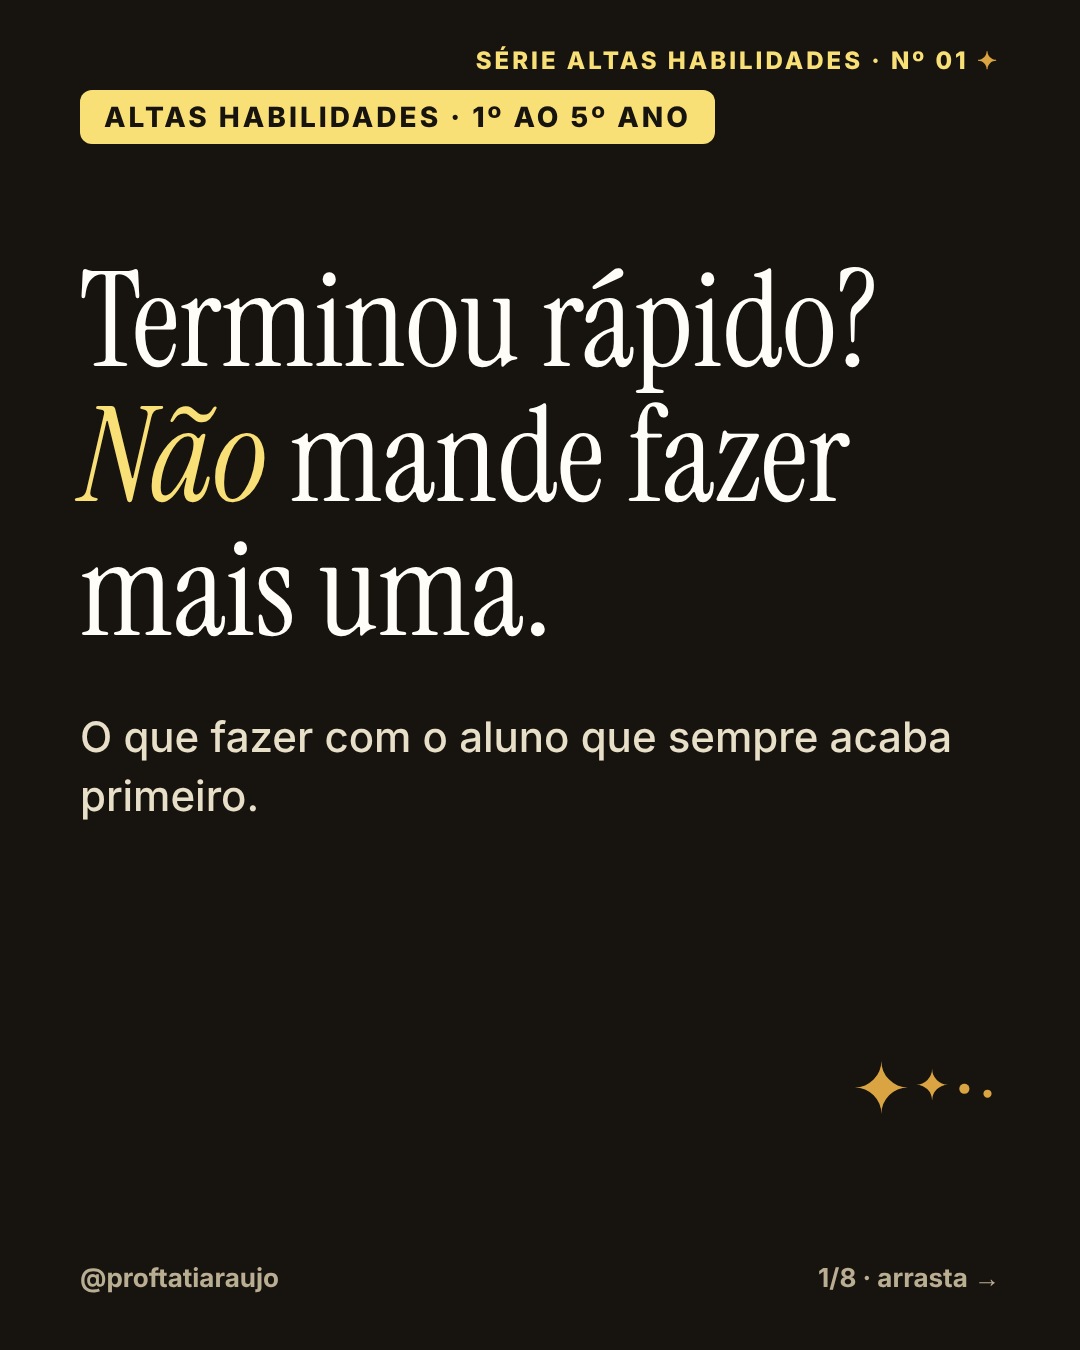 SÉRIE ALTAS HABILIDADES · Nº 01 ✦
ALTAS HABILIDADES · 1º AO 5º ANO
Terminou rápido?
Não mande fazer
mais uma.
O que fazer com o aluno que sempre acaba
primeiro.
@proftatiaraujo
1/8 · arrasta →